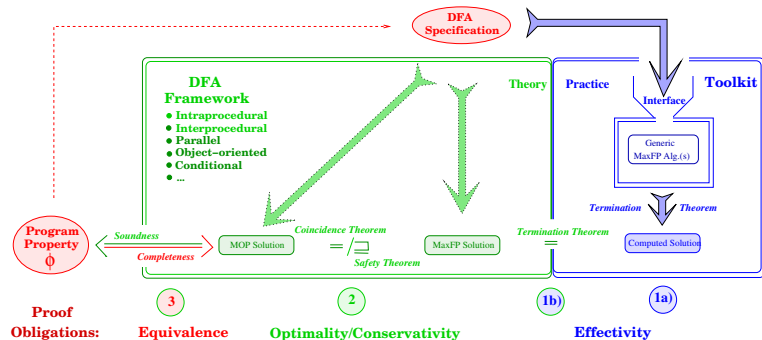 DFA
Specification
DFA
Framework
Theory
Practice
Toolkit
Intraprocedural
Interprocedural
Parallel
Object-oriented
Conditional
...
Interface
Generic
MaxFP Alg.(s)
Termination Theorem
Program
Property
ϕ
Soundness
Completeness
MOP Solution
Coincidence Theorem
= / ⊒
Safety Theorem
MaxFP Solution
Termination Theorem
=
Computed Solution
3
2
1b)
1a)
Proof
Obligations:
Equivalence
Optimality/Conservativity
Effectivity